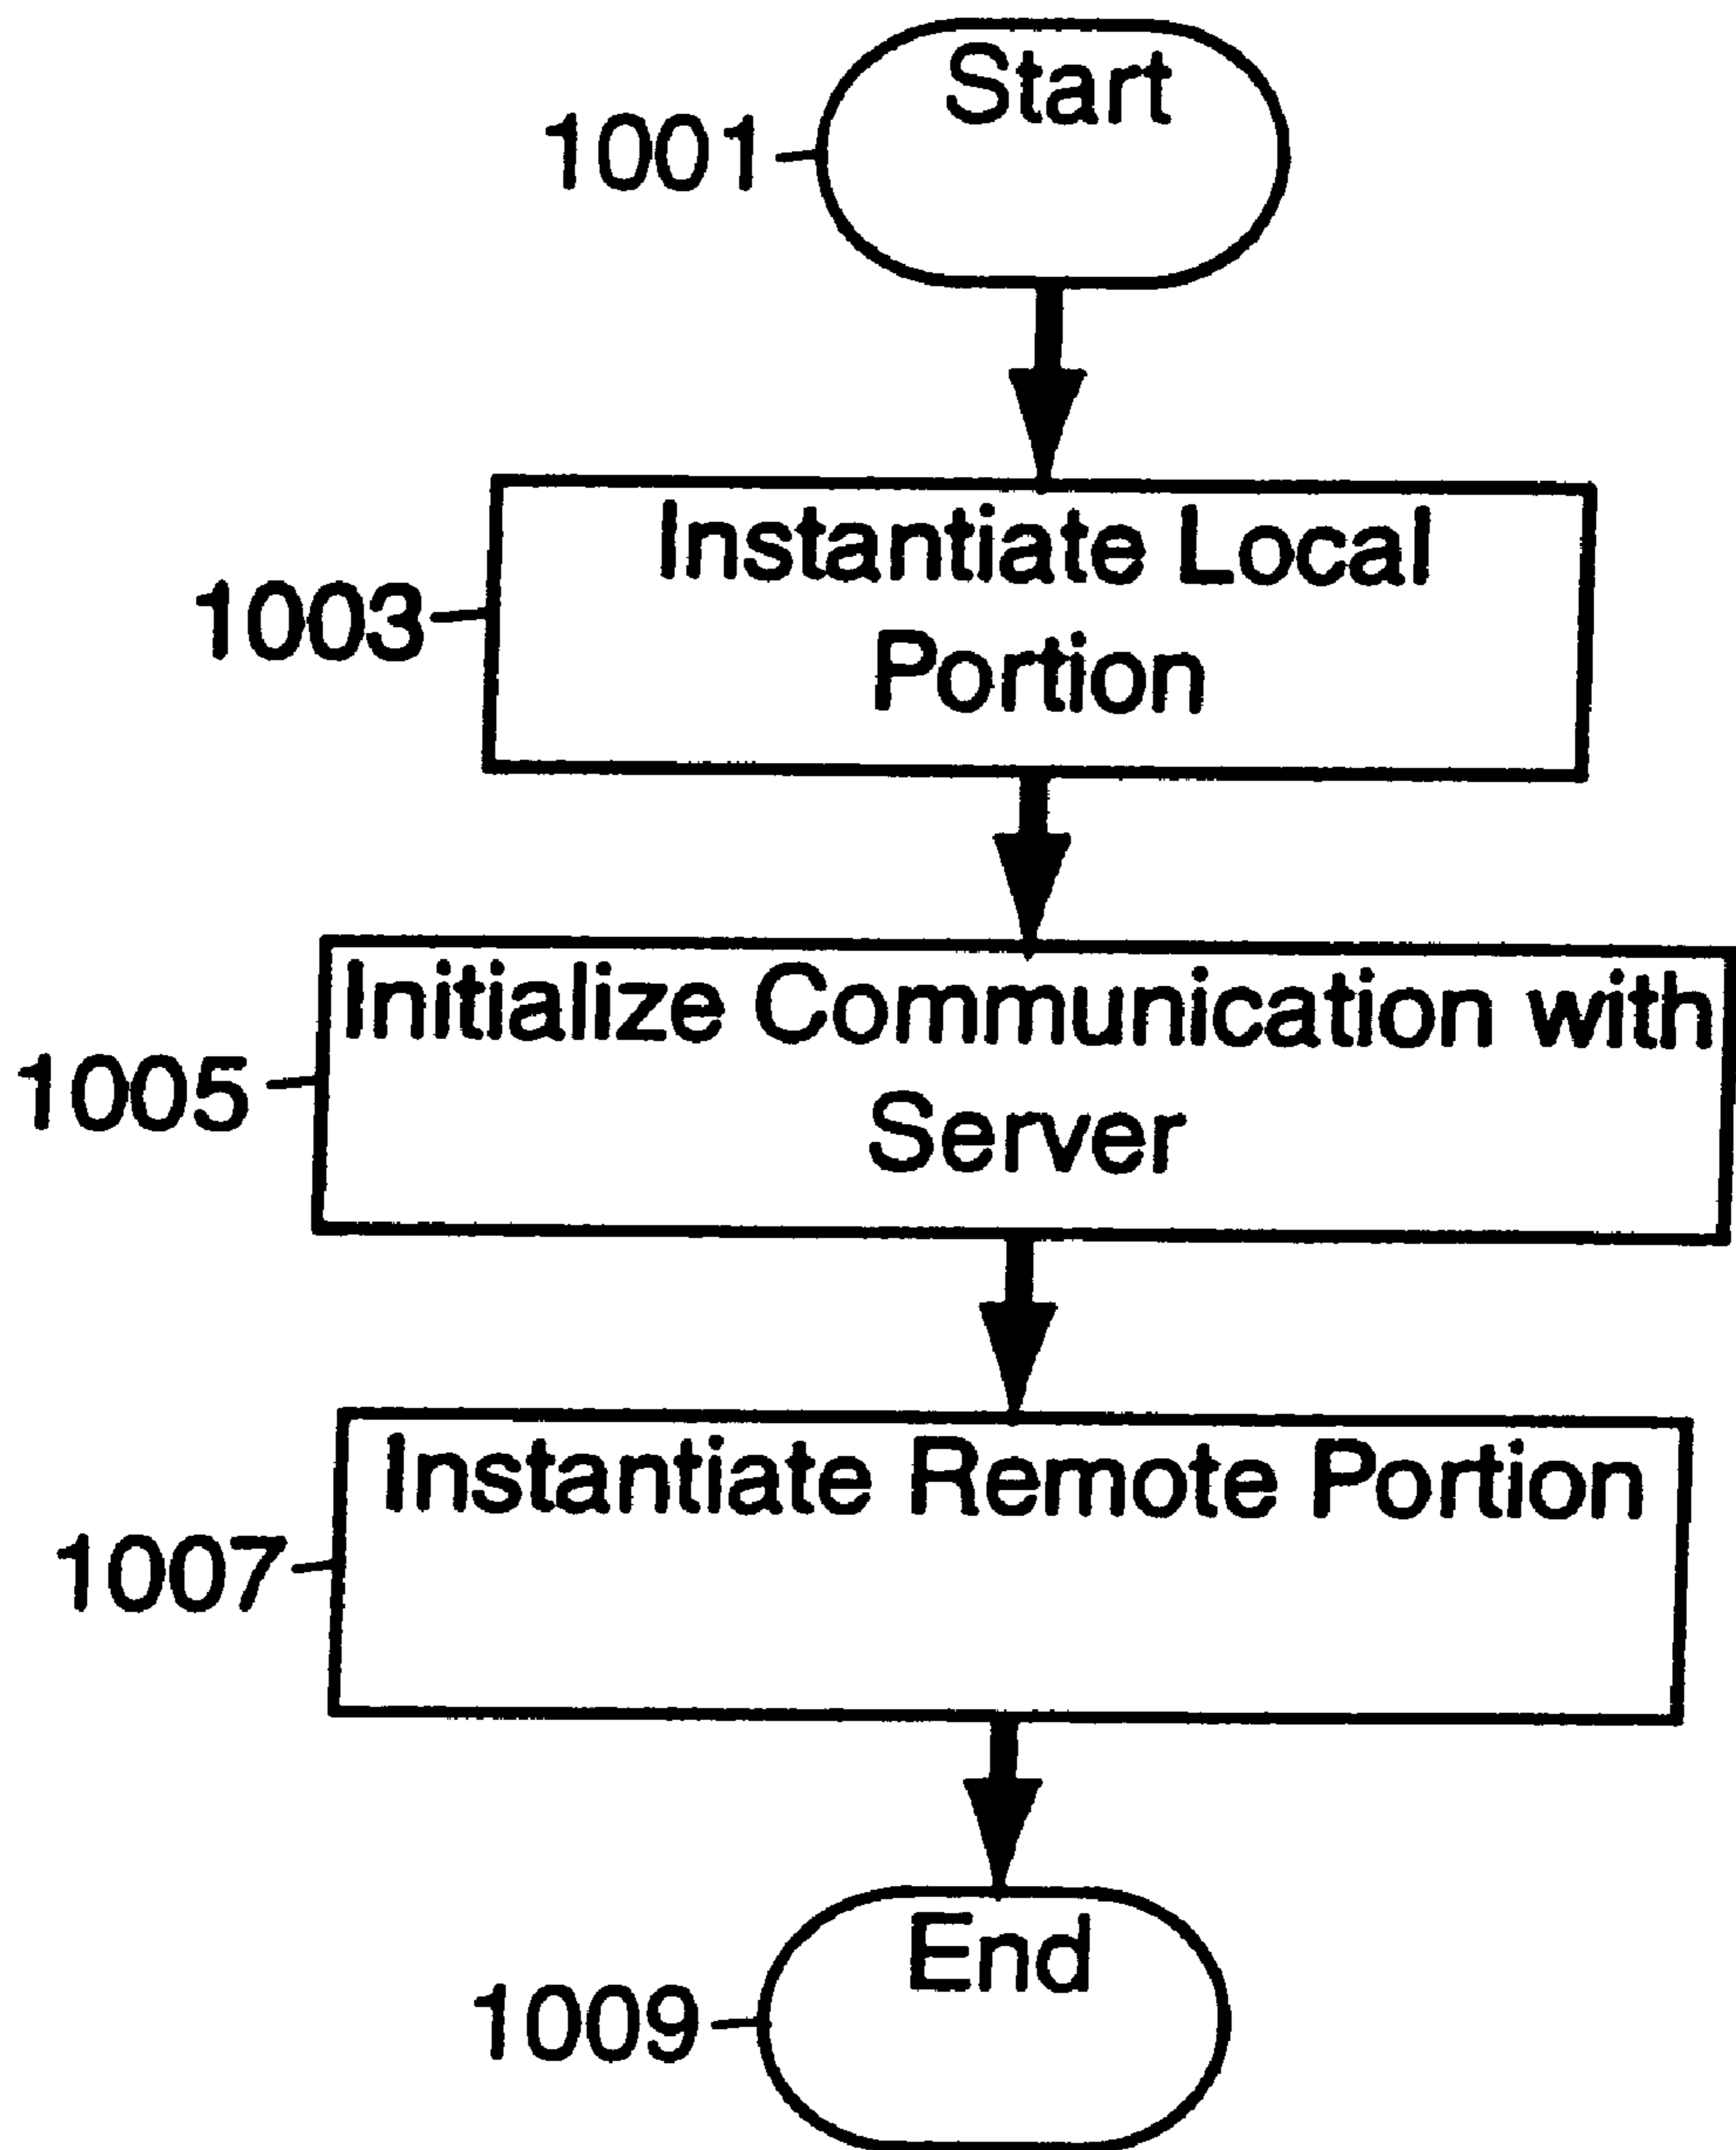 Start
1001
Instantiate Local
Portion
1003
Initialize Communication with
Server
1005
Instantiate Remote Portion
1007
End
1009